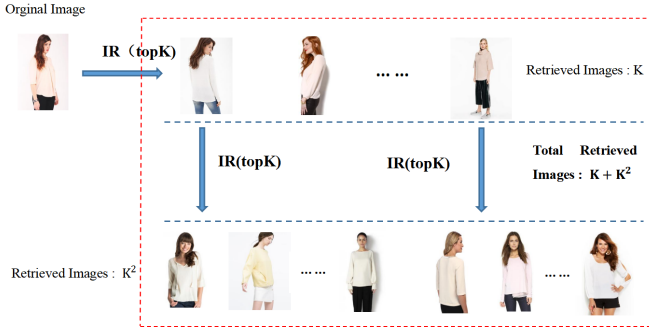 Orginal Image
IR（topK)
... ...
Retrieved Images : K
IR(topK)
IR(topK)
Total Retrieved
Images : K + K²
Retrieved Images : K²
... ...
... ...